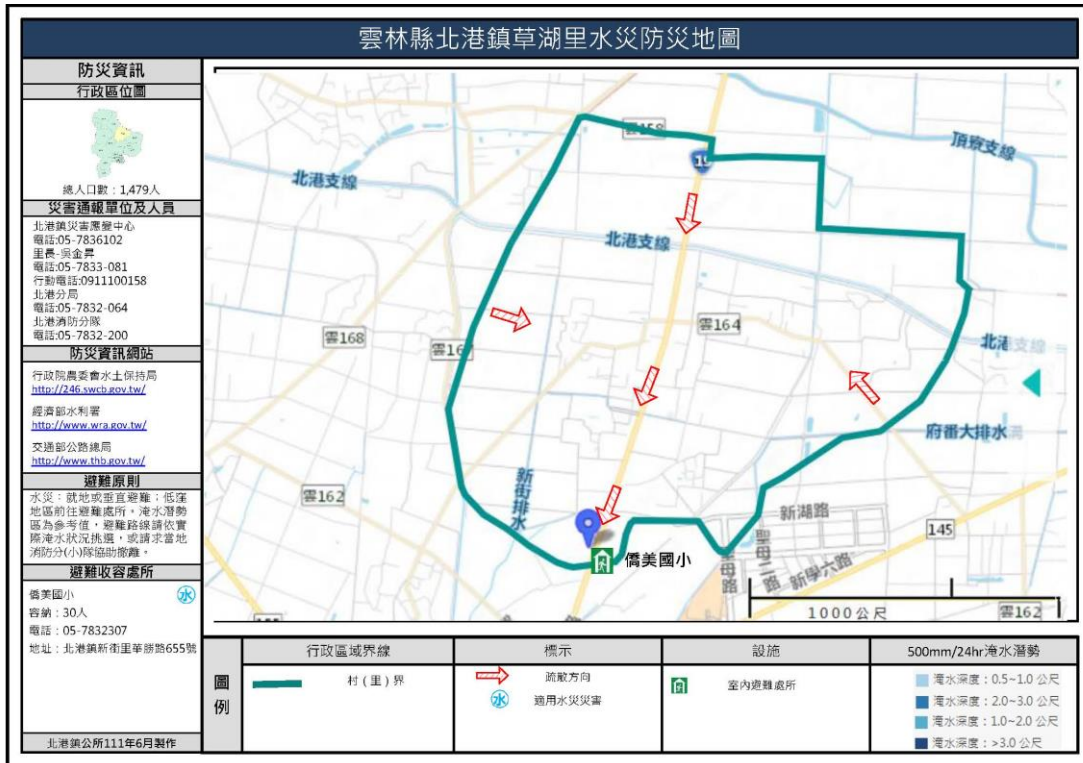 雲林縣北港鎮草湖里水災防災地圖
防災資訊
行政區位圖
總人口數：1,479人
災害通報單位及人員
北港鎮災害應變中心
電話:05-7836102
里長-吳金昇
電話:05-7833-081
行動電話:0911100158
北港分局
電話:05-7832-064
北港消防分隊
電話:05-7832-200
防災資訊網站
行政院農委會水土保持局
http://246.swcb.gov.tw/
經濟部水利署
http://www.wra.gov.tw/
交通部公路總局
http://www.thb.gov.tw/
避難原則
水災：就地或垂直避難；低窪
地區前往避難處所，淹水潛勢
區為參考值，避難路線請依實
際淹水狀況挑選，或請求當地
消防分(小)隊協助撤離。
避難收容處所
僑美國小
水
容納：30人
電話：05-7832307
地址：北港鎮新街里華勝路655號
北港鎮公所111年6月製作
雲158
19
頂寮支線
北港支線
北港支線
雲164
雲168
北港支線
府番大排水
新街排水
雲162
新湖路
145
新學六路
僑美國小
1000公尺
雲162
圖例
行政區域界線
村(里)界
標示
疏散方向
水
適用水災災害
設施
室內避難處所
500mm/24hr淹水潛勢
淹水深度：0.5~1.0 公尺
淹水深度：2.0~3.0 公尺
淹水深度：1.0~2.0 公尺
淹水深度：>3.0 公尺